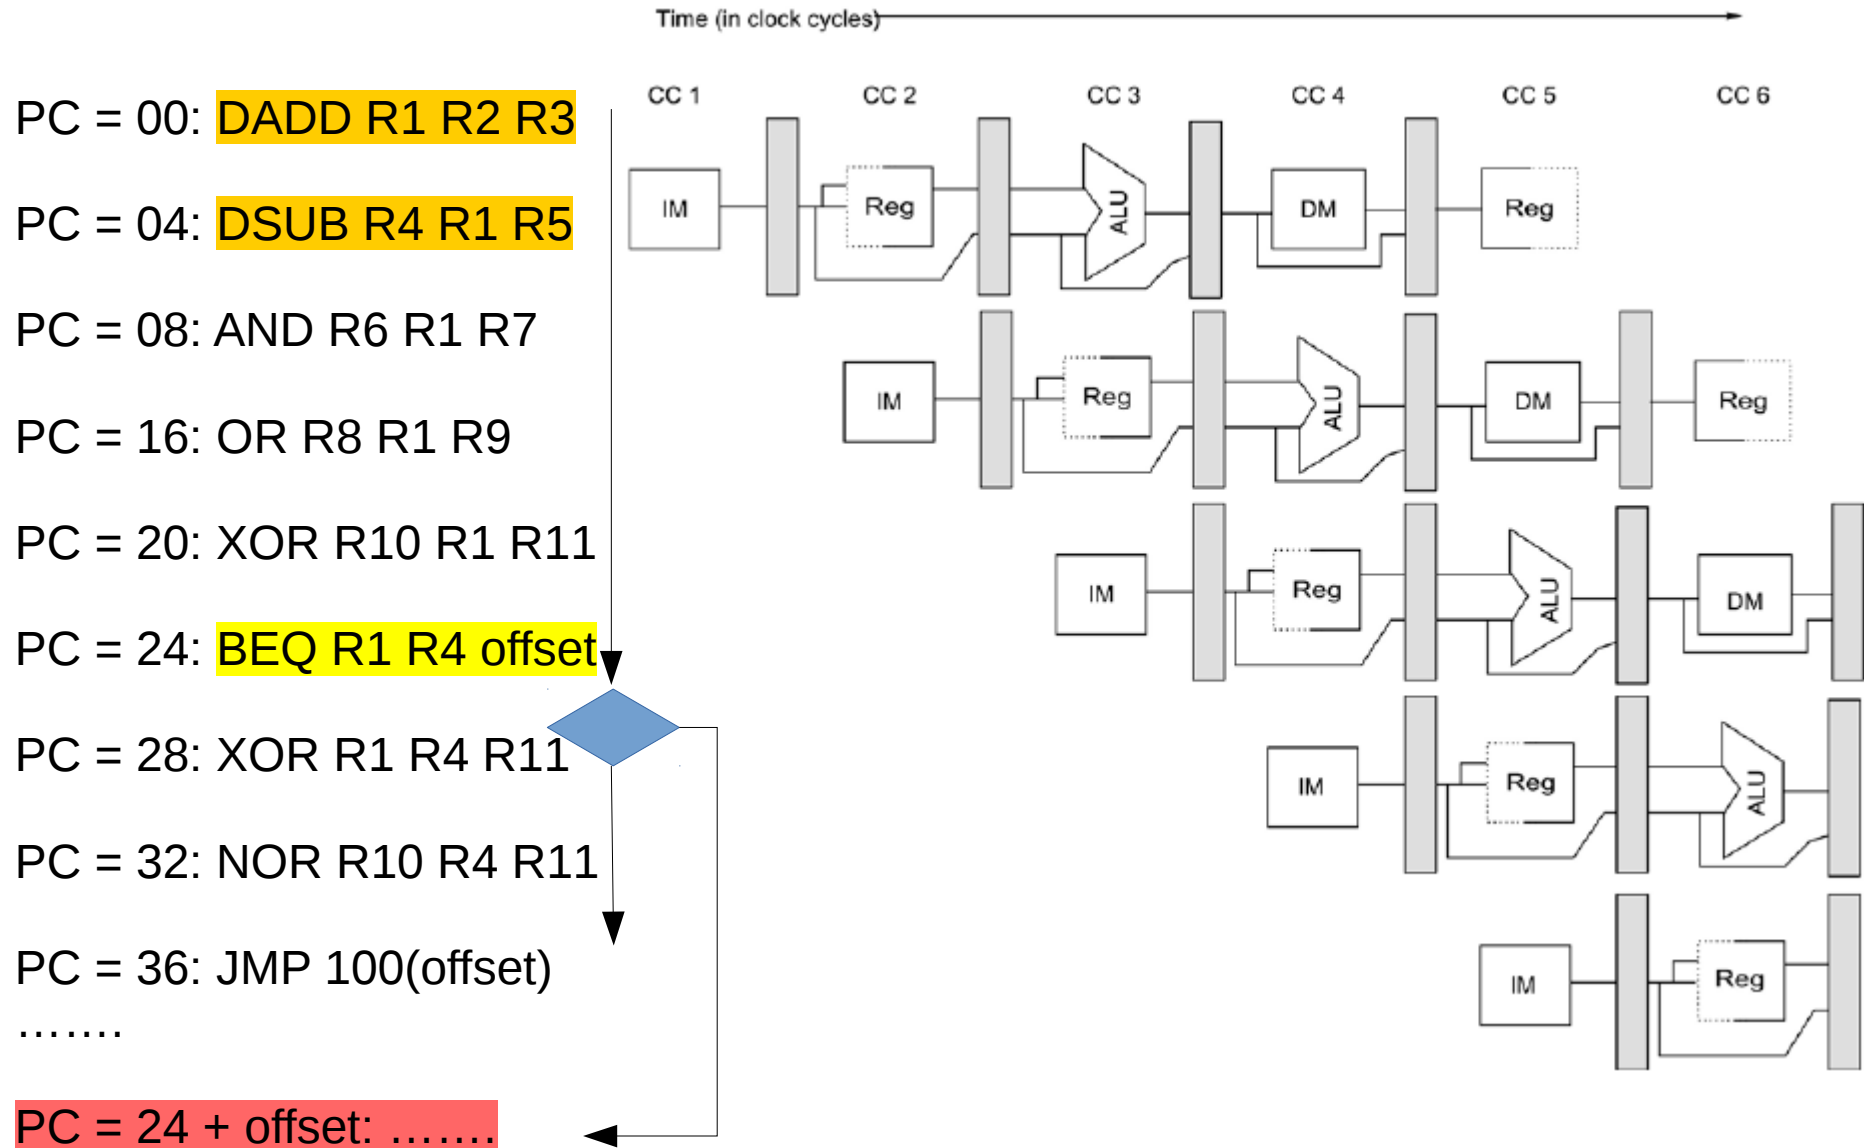 Time (in clock cycles)
CC 1 CC 2 CC 3 CC 4 CC 5 CC 6
PC = 00: DADD R1 R2 R3
PC = 04: DSUB R4 R1 R5
PC = 08: AND R6 R1 R7
PC = 16: OR R8 R1 R9
PC = 20: XOR R10 R1 R11
PC = 24: BEQ R1 R4 offset
PC = 28: XOR R1 R4 R11
PC = 32: NOR R10 R4 R11
PC = 36: JMP 100(offset)
…….
PC = 24 + offset: …….
IM Reg ALU DM Reg
IM Reg ALU DM Reg
IM Reg ALU DM
IM Reg ALU
IM Reg